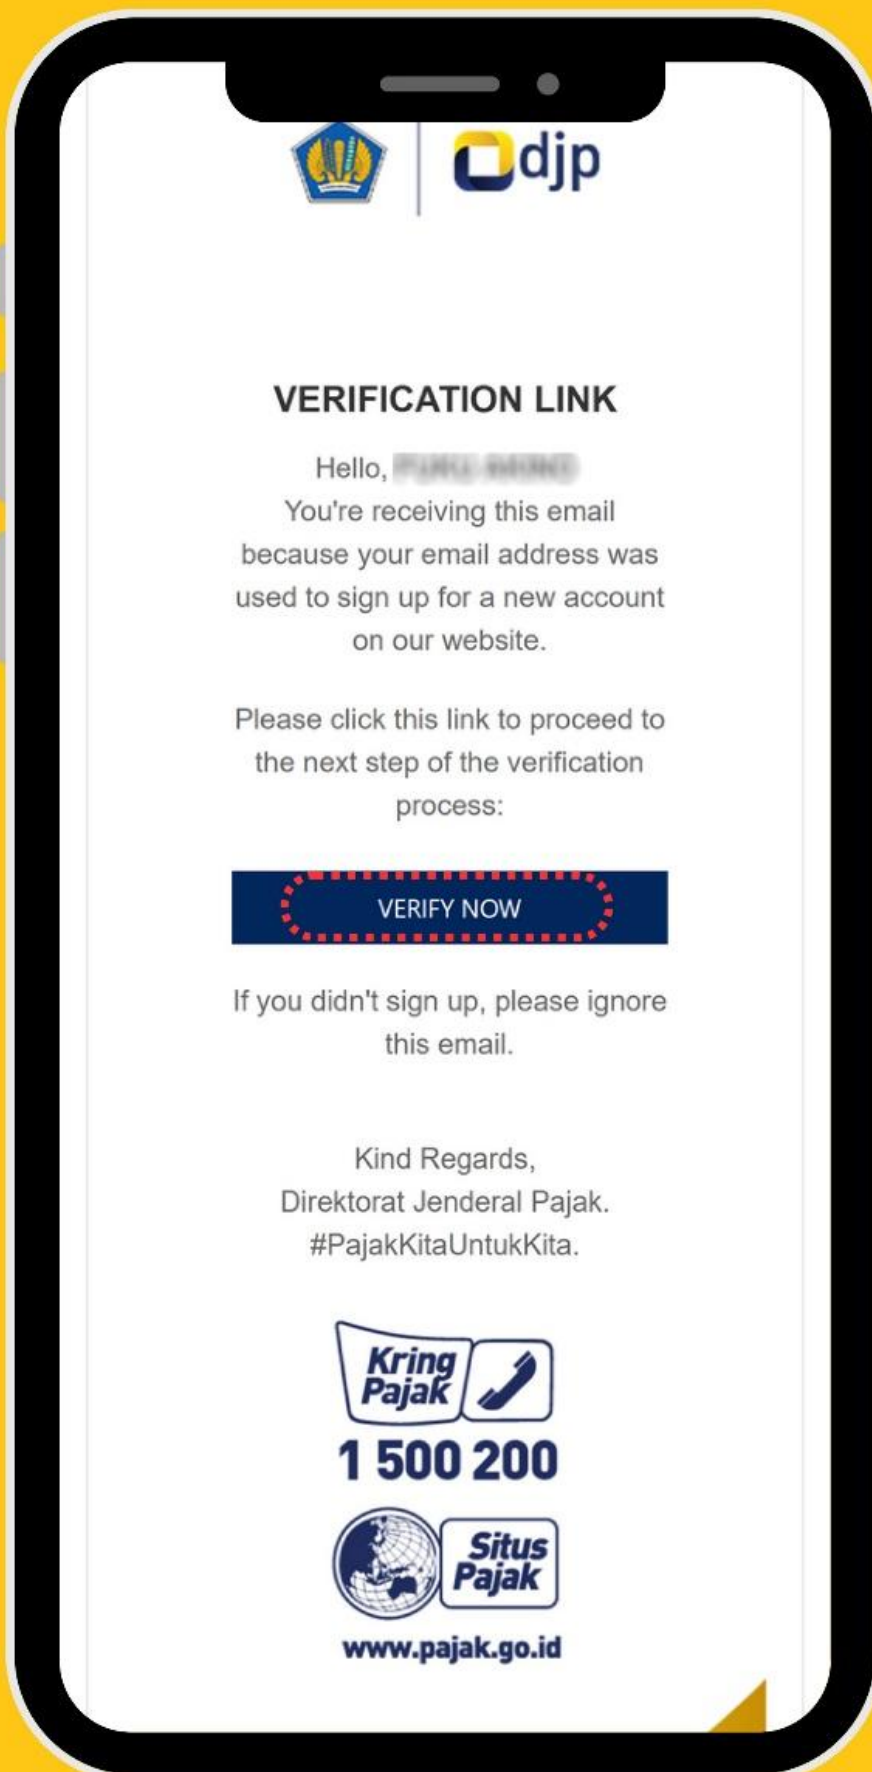 djp
VERIFICATION LINK
Hello,
You're receiving this email
because your email address was
used to sign up for a new account
on our website.
Please click this link to proceed to
the next step of the verification
process:
VERIFY NOW
If you didn't sign up, please ignore
this email.
Kind Regards,
Direktorat Jenderal Pajak.
#PajakKitaUntukKita.
Kring
Pajak
1 500 200
Situs
Pajak
www.pajak.go.id